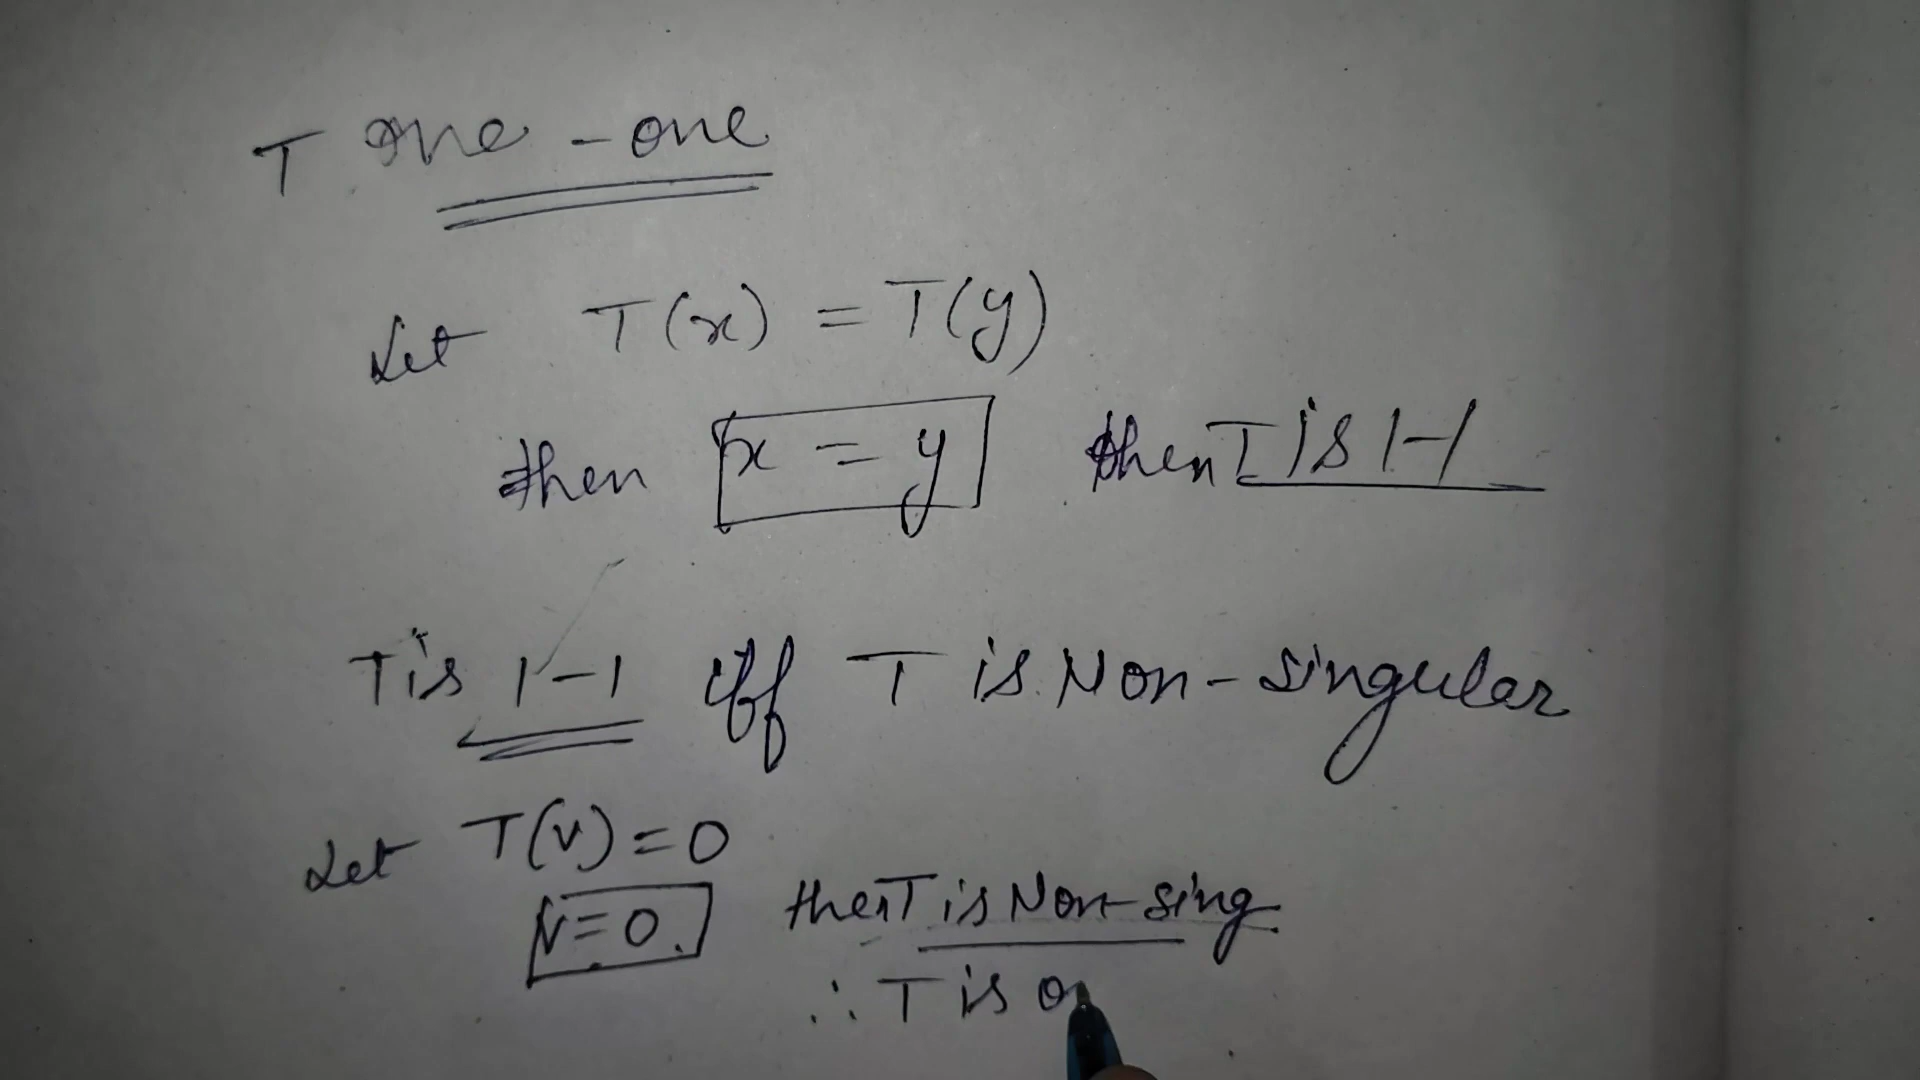 T one - one
Let T(x) = T(y)
then x = y then T is 1-1
T is 1-1 iff T is Non-singular
Let T(v) = 0
v = 0. then T is Non-sing.
∴ T is on